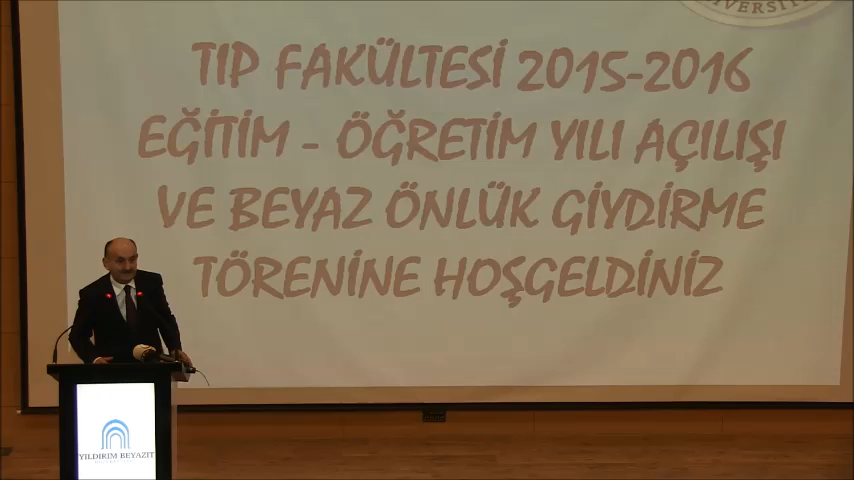 TIP FAKÜLTESİ 2015-2016
EĞİTİM - ÖĞRETİM YILI AÇILIŞI
VE BEYAZ ÖNLÜK GİYDİRME
TÖRENİNE HOŞGELDİNİZ
YILDIRIM BEYAZIT